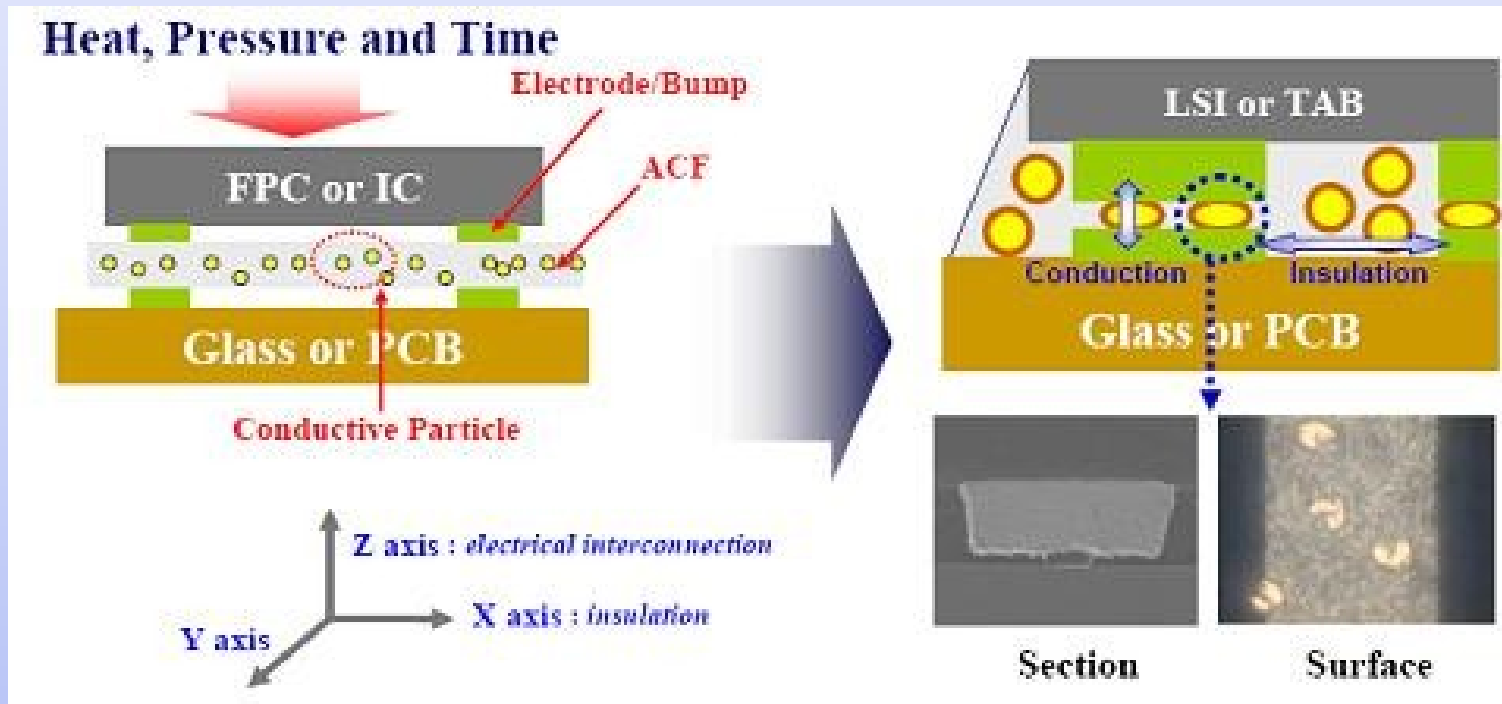 Heat, Pressure and Time
Electrode/Bump
ACF
FPC or IC
Glass or PCB
Conductive Particle
Z axis : electrical interconnection
X axis : insulation
Y axis
LSI or TAB
Conduction
Insulation
Glass or PCB
Section
Surface